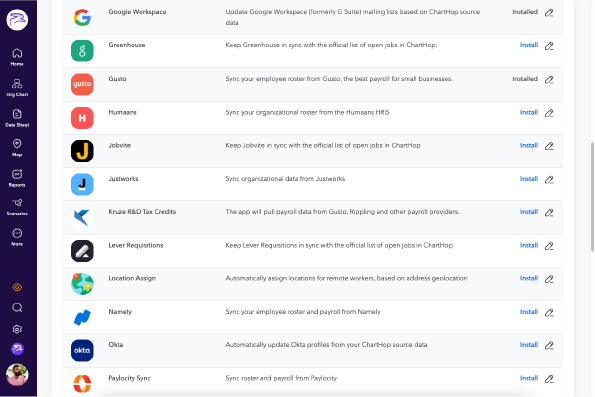 Google Workspace Update Google Workspace (formerly G Suite) mailing lists based on ChartHop source Installed
data
Greenhouse Keep Greenhouse in sync with the official list of open jobs in ChartHop. Install
gusto Gusto Sync your employee roster from Gusto, the best payroll for small businesses. Installed
H Humaans Sync your organizational roster from the Humaans HRIS Install
J Jobvite Keep Jobvite in sync with the official list of open jobs in ChartHop Install
J Justworks Sync organizational data from Justworks Install
Kruze R&D Tax Credits The app will pull payroll data from Gusto, Rippling and other payroll providers. Install
Lever Requisitions Keep Lever Requisitions in sync with the official list of open jobs in ChartHop Install
Location Assign Automatically assign locations for remote workers, based on address geolocation Install
Namely Sync your employee roster and payroll from Namely Install
okta Okta Automatically update Okta profiles from your ChartHop source data Install
Paylocity Sync Sync roster and payroll from Paylocity Install
Home
Org Chart
Data Sheet
Map
Reports
Scenarios
More